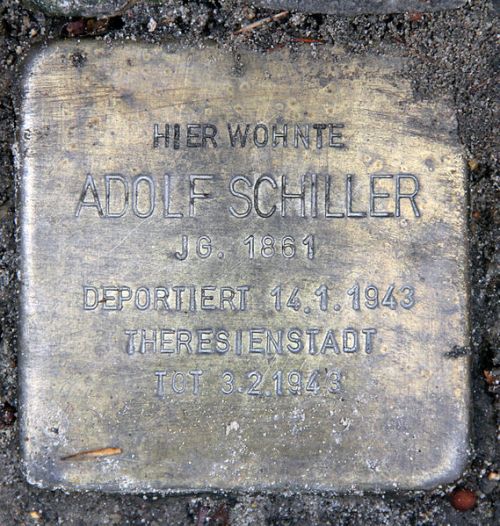 HIER WOHNTE
ADOLF SCHILLER
JG. 1861
DEPORTIERT 14.1.1943
THERESIENSTADT
TOT 3.2.1943